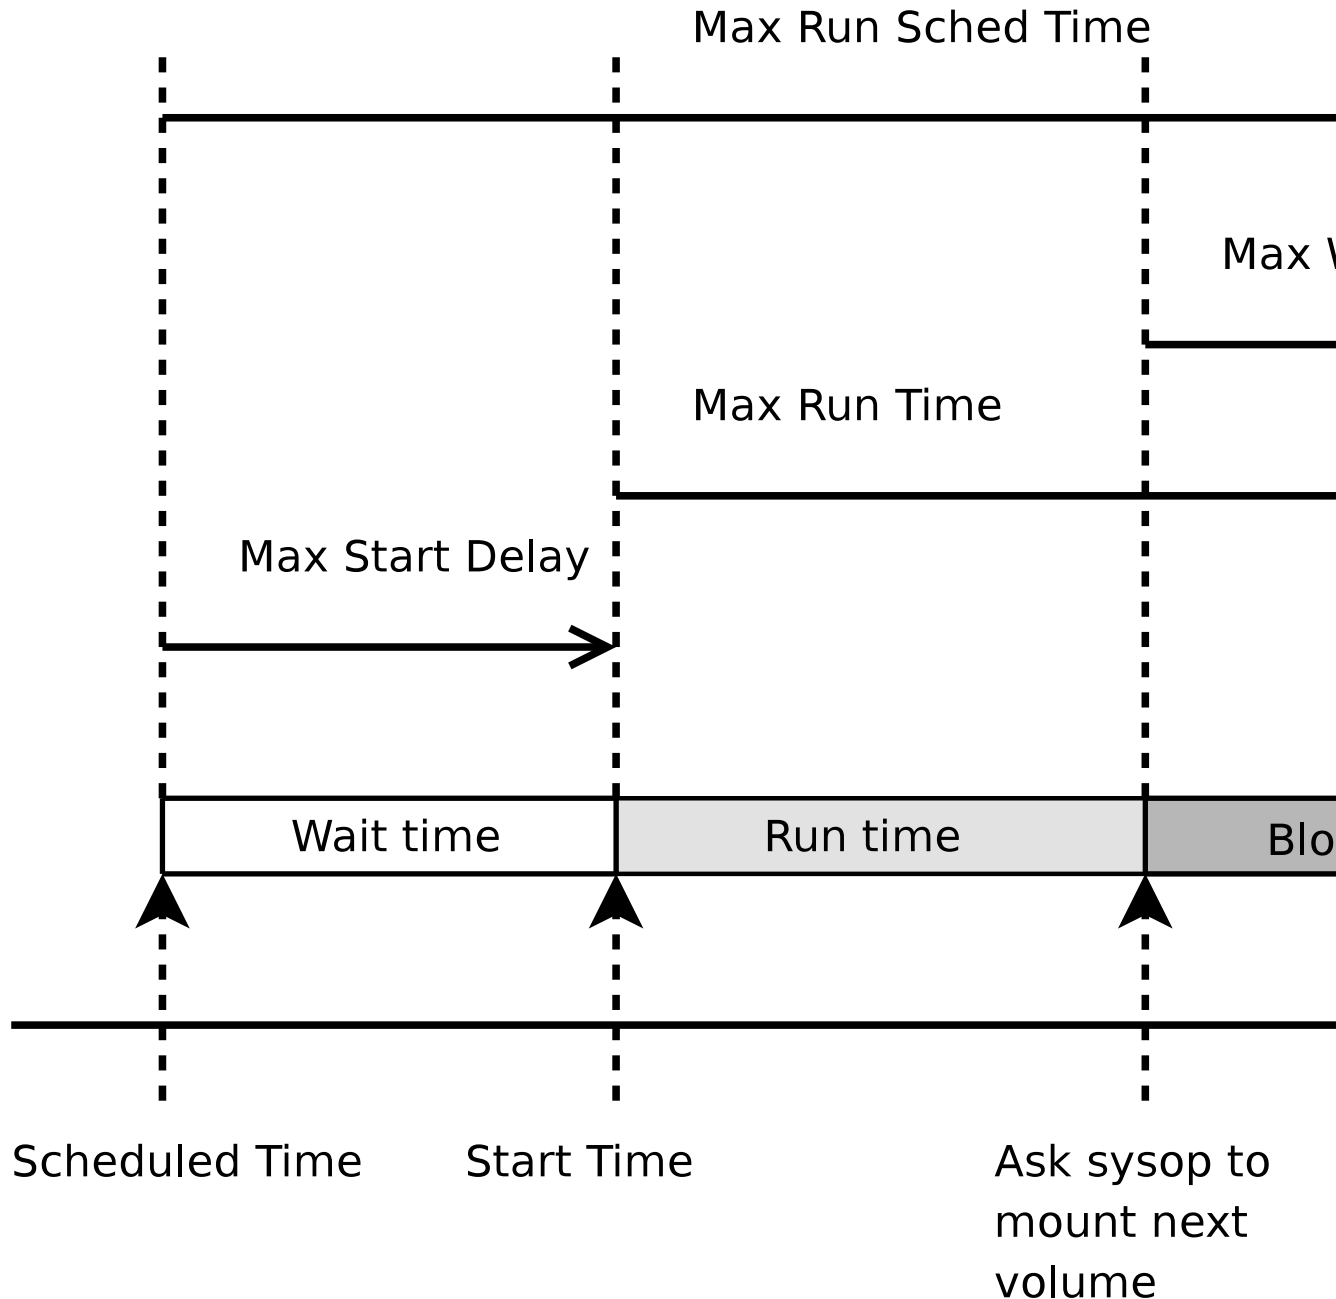 Max Run Sched Time
Max
Max Run Time
Max Start Delay
Wait time
Run time
Scheduled Time
Start Time
Ask sysop to
mount next
volume